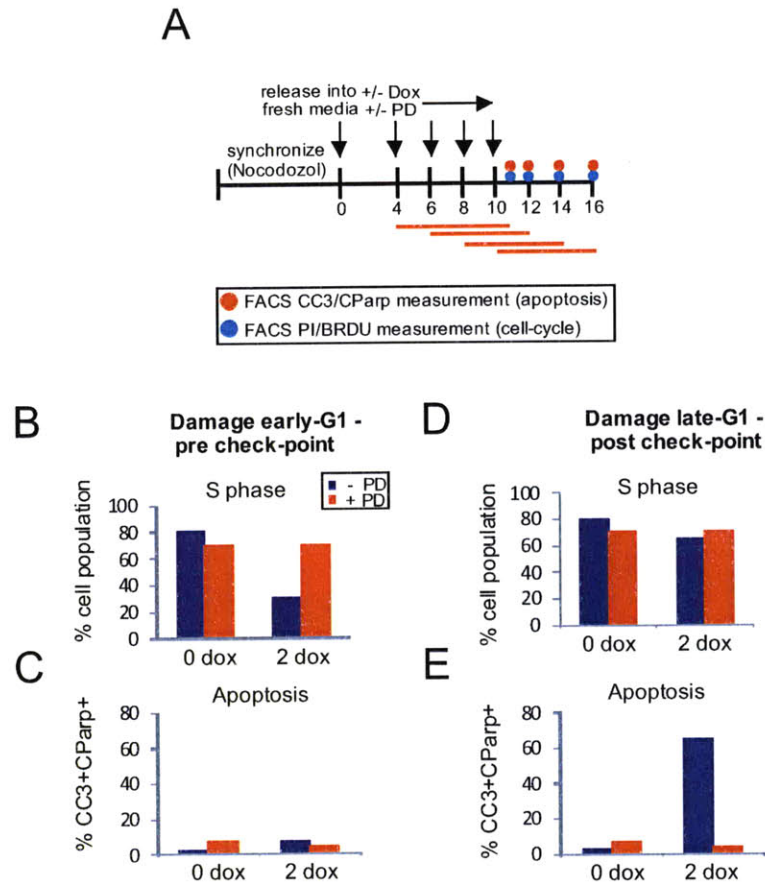 A
release into +/- Dox
fresh media +/- PD
synchronize
(Nocodozol)
0 4 6 8 10 12 14 16
FACS CC3/CParp measurement (apoptosis)
FACS PI/BRDU measurement (cell-cycle)
B
Damage early-G1 -
pre check-point
S phase
- PD
+ PD
% cell population
100
80
60
40
20
0
0 dox 2 dox
C
Apoptosis
% CC3+CParp+
80
60
40
20
0
0 dox 2 dox
D
Damage late-G1 -
post check-point
S phase
% cell population
100
80
60
40
20
0
0 dox 2 dox
E
Apoptosis
% CC3+CParp+
80
60
40
20
0
0 dox 2 dox